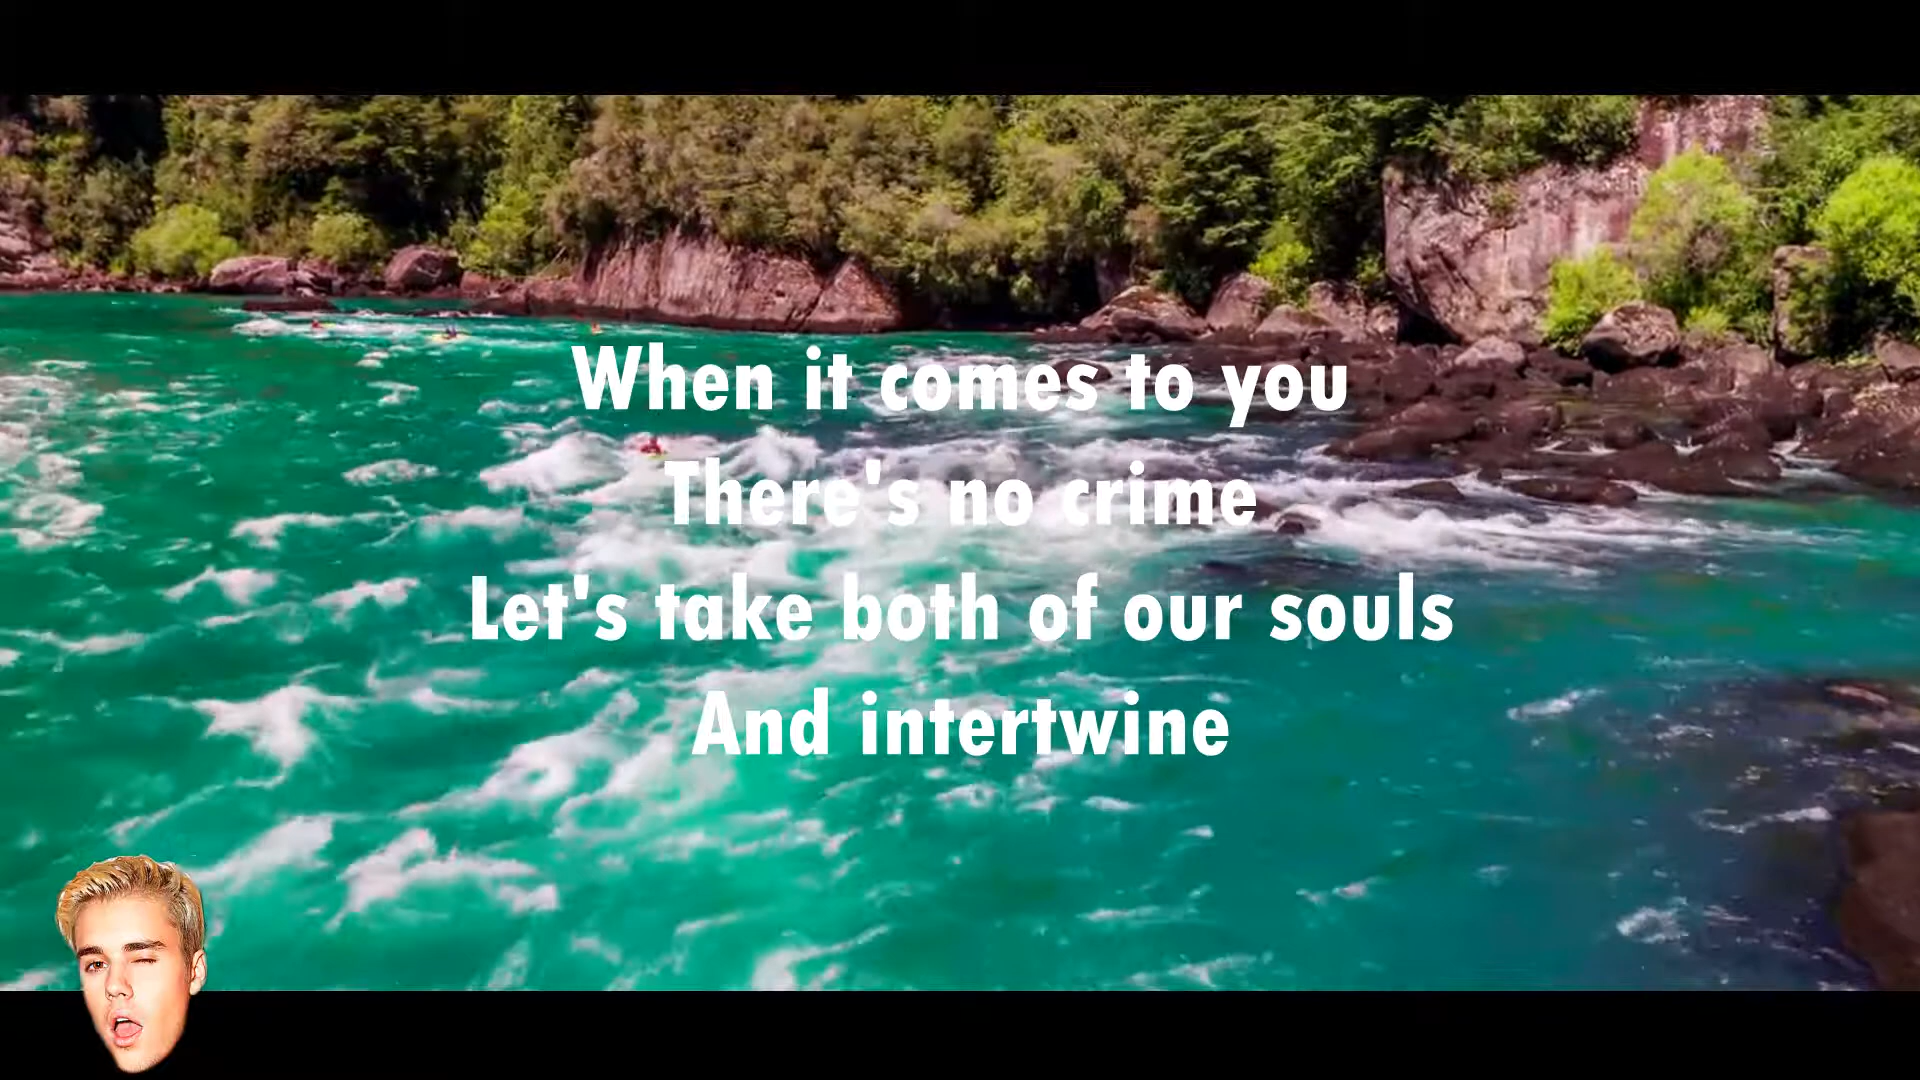 When it comes to you
There's no crime
Let's take both of our souls
And intertwine